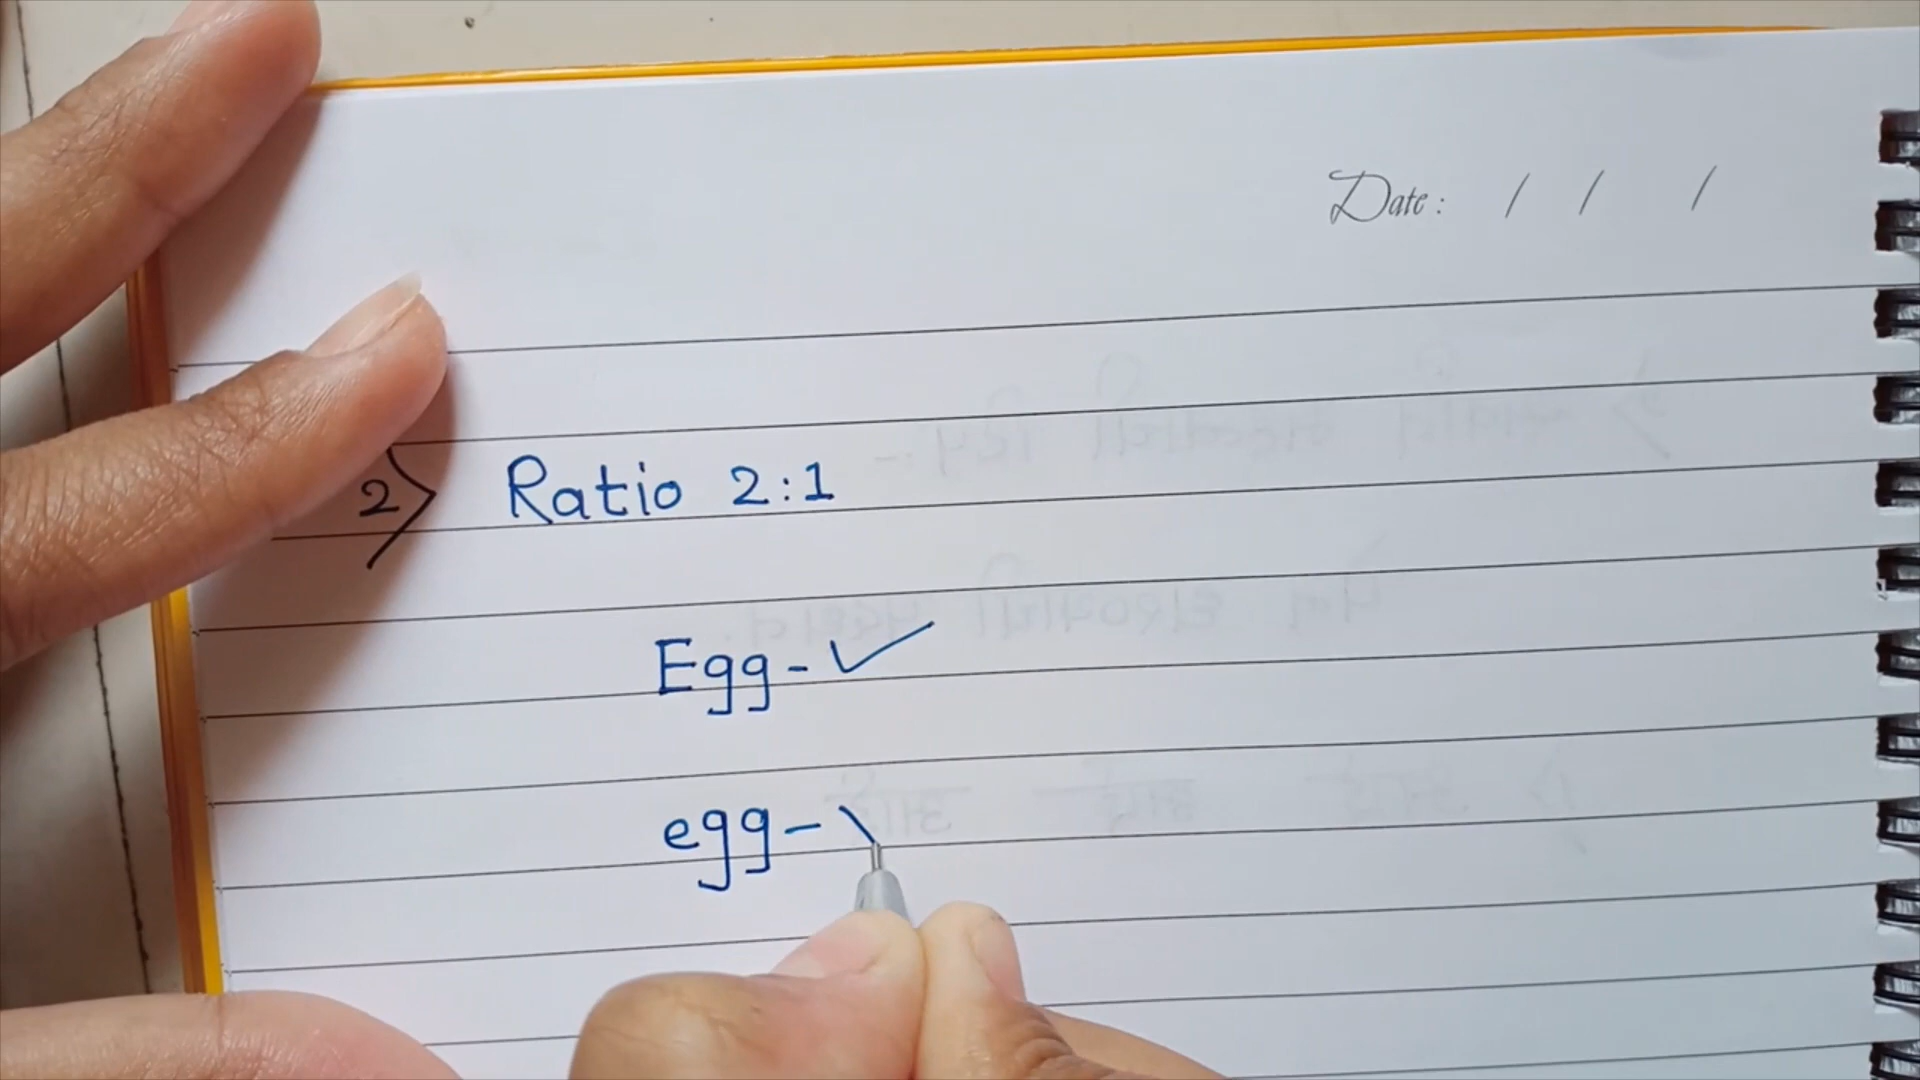 Date : / / /
2) Ratio 2:1
Egg - ✓
egg - \